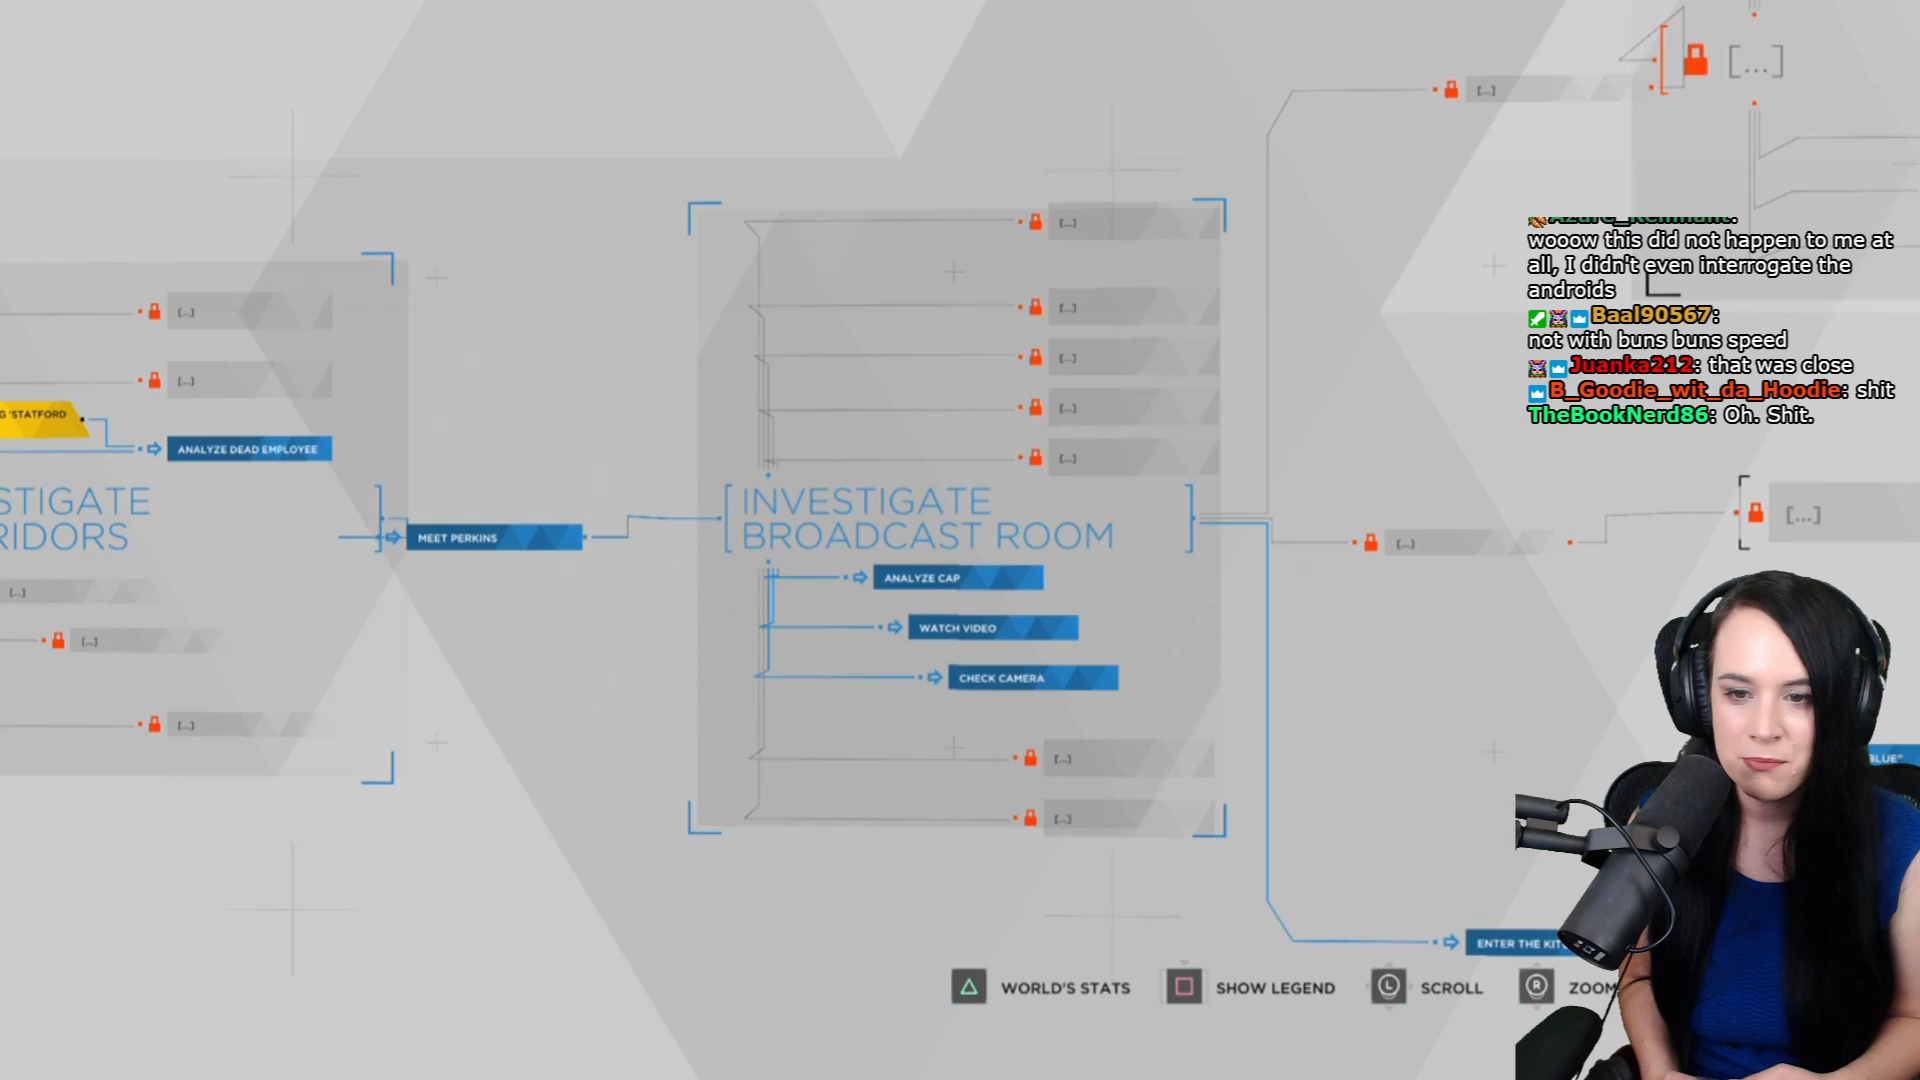 [...]
[...]
[...]
[...]
[...]
[...]
G 'STATFORD
ANALYZE DEAD EMPLOYEE
STIGATE
RIDORS
MEET PERKINS
[...]
[...]
[...]
[...]
[...]
[...]
INVESTIGATE
BROADCAST ROOM
ANALYZE CAP
WATCH VIDEO
CHECK CAMERA
[...]
[...]
[...]
[...]
ENTER THE KIT
BLUE"
Azure_Remnant:
wooow this did not happen to me at
all, I didn't even interrogate the
androids
Baal90567:
not with buns buns speed
Juanka212: that was close
B_Goodie_wit_da_Hoodie: shit
TheBookNerd86: Oh. Shit.
WORLD'S STATS
SHOW LEGEND
L
SCROLL
R
ZOOM